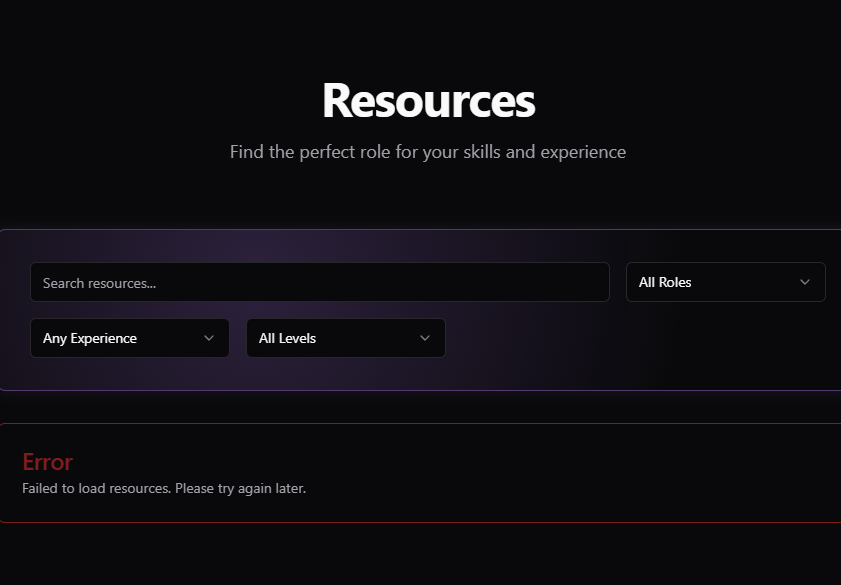 Resources
Find the perfect role for your skills and experience
Search resources...
All Roles
Any Experience
All Levels
Error
Failed to load resources. Please try again later.